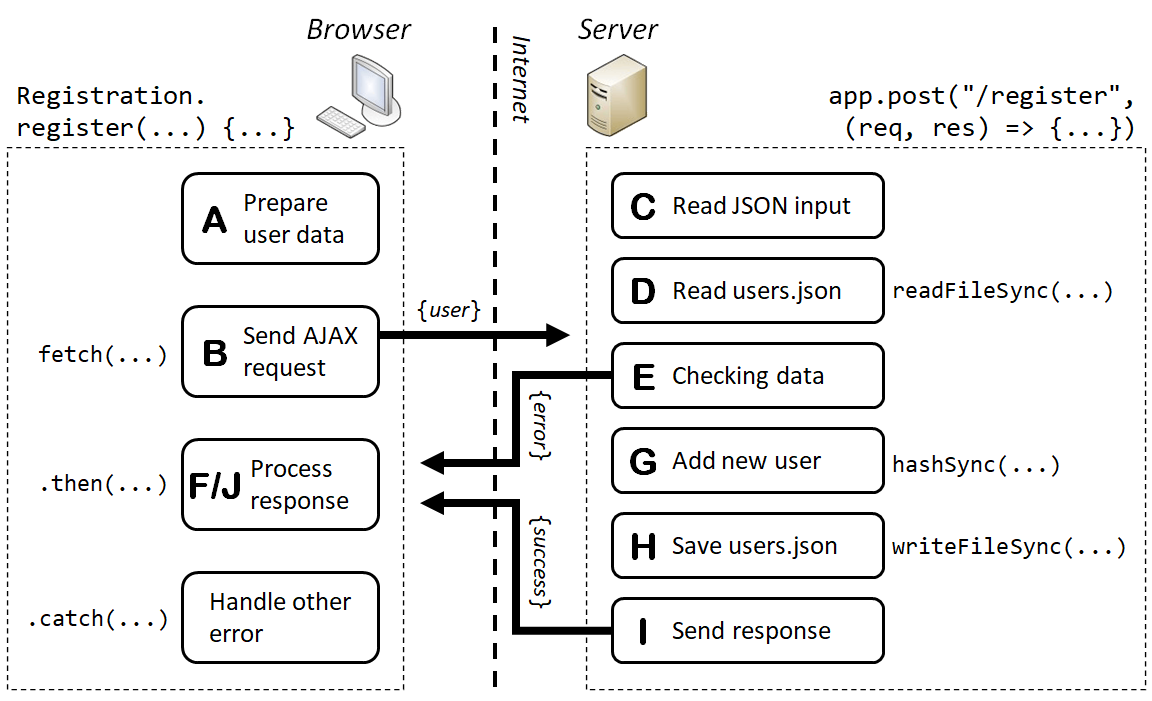 Browser
Internet
Server
Registration.
register(...) {...}
app.post("/register",
(req, res) => {...})
A Prepare
user data
fetch(...)
B Send AJAX
request
{user}
.then(...)
F/J Process
response
.catch(...)
Handle other
error
C Read JSON input
D Read users.json
readFileSync(...)
E Checking data
{error}
G Add new user
hashSync(...)
H Save users.json
writeFileSync(...)
{success}
I Send response